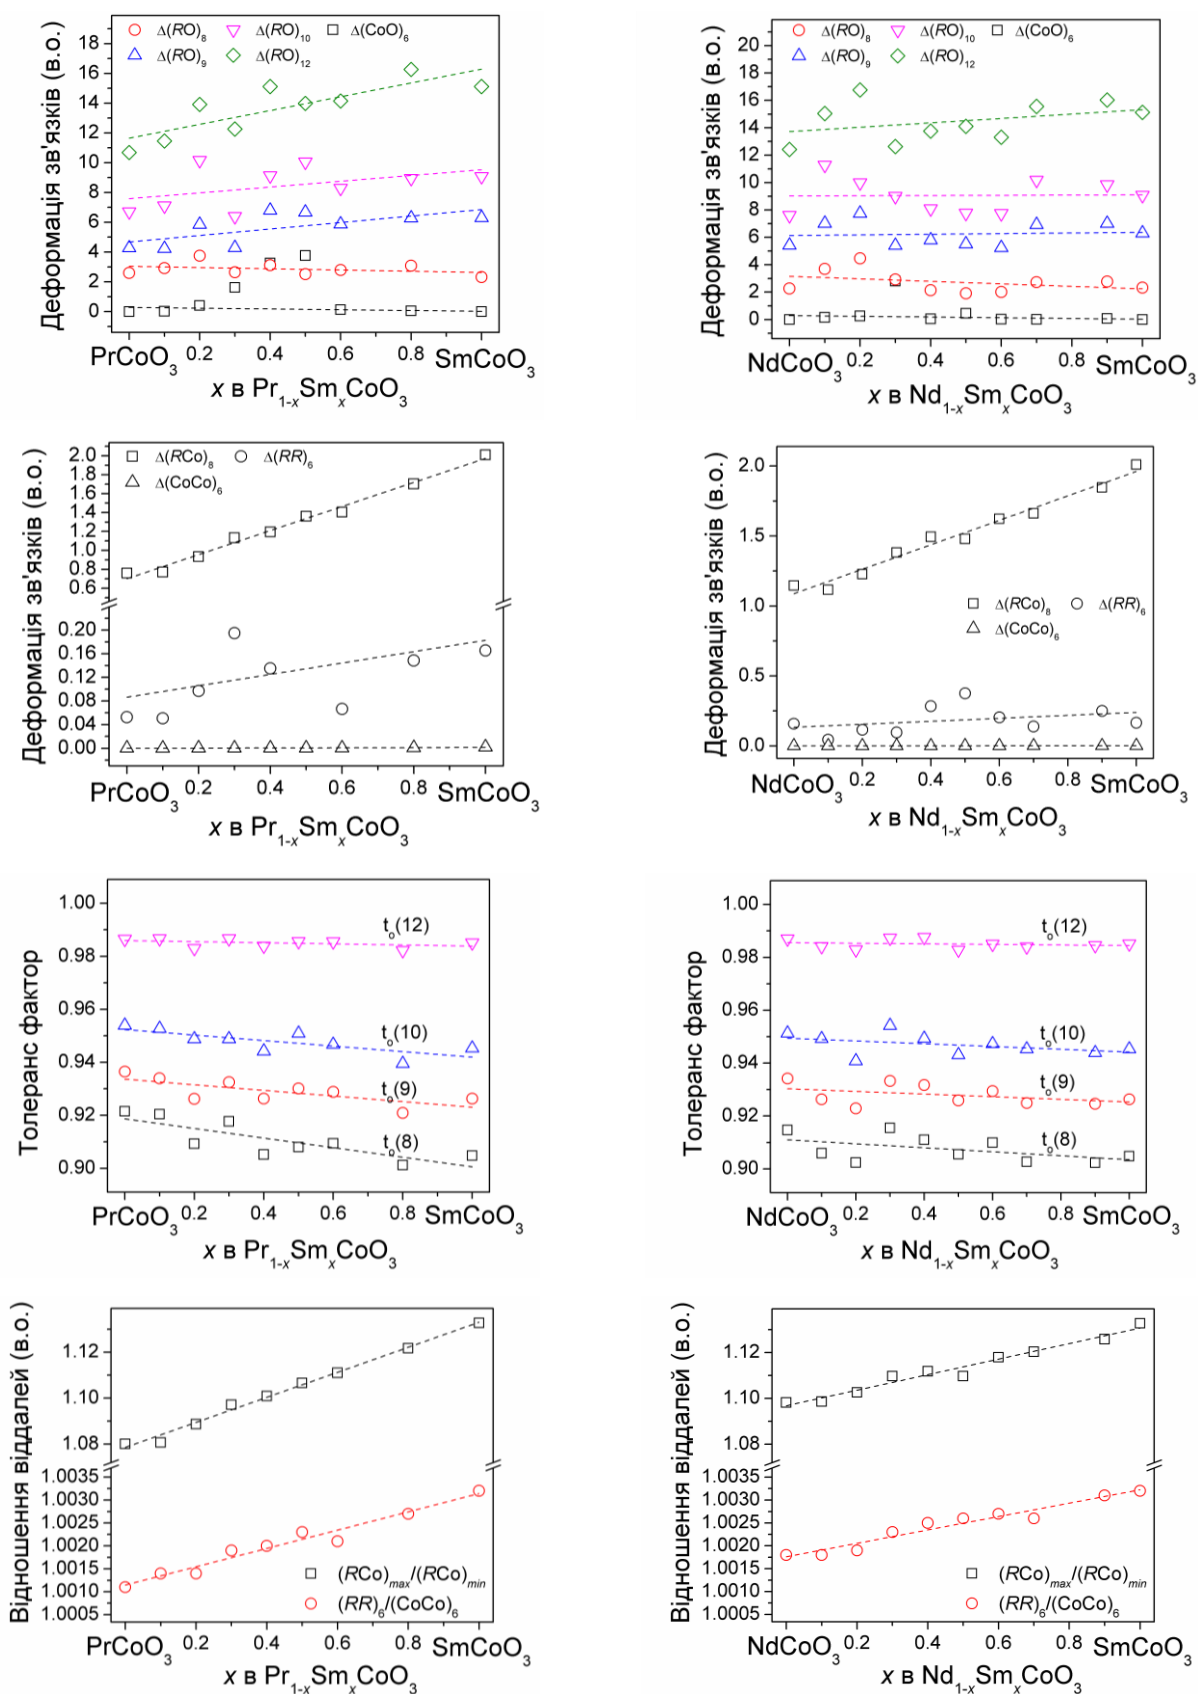 Деформація зв'язків (в.о.)
Δ(RO)₈ Δ(RO)₁₀ Δ(CoO)₆
Δ(RO)₉ Δ(RO)₁₂
18
16
14
12
10
8
6
4
2
0
PrCoO₃ 0.2 0.4 0.6 0.8 SmCoO₃
x в Pr₁₋ₓSmₓCoO₃
Деформація зв'язків (в.о.)
Δ(RO)₈ Δ(RO)₁₀ Δ(CoO)₆
Δ(RO)₉ Δ(RO)₁₂
20
18
16
14
12
10
8
6
4
2
0
NdCoO₃ 0.2 0.4 0.6 0.8 SmCoO₃
x в Nd₁₋ₓSmₓCoO₃
Деформація зв'язків (в.о.)
Δ(RCo)₈ Δ(RR)₆
Δ(CoCo)₆
2.0
1.8
1.6
1.4
1.2
1.0
0.8
0.6
0.20
0.16
0.12
0.08
0.04
0.00
PrCoO₃ 0.2 0.4 0.6 0.8 SmCoO₃
x в Pr₁₋ₓSmₓCoO₃
Деформація зв'язків (в.о.)
2.0
1.5
1.0
0.5
0.0
Δ(RCo)₈ Δ(RR)₆
Δ(CoCo)₆
NdCoO₃ 0.2 0.4 0.6 0.8 SmCoO₃
x в Nd₁₋ₓSmₓCoO₃
Толеранс фактор
1.00
0.98
0.96
0.94
0.92
0.90
tₒ(12)
tₒ(10)
tₒ(9)
tₒ(8)
PrCoO₃ 0.2 0.4 0.6 0.8 SmCoO₃
x в Pr₁₋ₓSmₓCoO₃
Толеранс фактор
1.00
0.98
0.96
0.94
0.92
0.90
tₒ(12)
tₒ(10)
tₒ(9)
tₒ(8)
NdCoO₃ 0.2 0.4 0.6 0.8 SmCoO₃
x в Nd₁₋ₓSmₓCoO₃
Відношення віддалей (в.о.)
1.12
1.10
1.08
1.0035
1.0030
1.0025
1.0020
1.0015
1.0010
1.0005
(RCo)max/(RCo)min
(RR)₆/(CoCo)₆
PrCoO₃ 0.2 0.4 0.6 0.8 SmCoO₃
x в Pr₁₋ₓSmₓCoO₃
Відношення віддалей (в.о.)
1.12
1.10
1.08
1.0035
1.0030
1.0025
1.0020
1.0015
1.0010
1.0005
(RCo)max/(RCo)min
(RR)₆/(CoCo)₆
NdCoO₃ 0.2 0.4 0.6 0.8 SmCoO₃
x в Nd₁₋ₓSmₓCoO₃